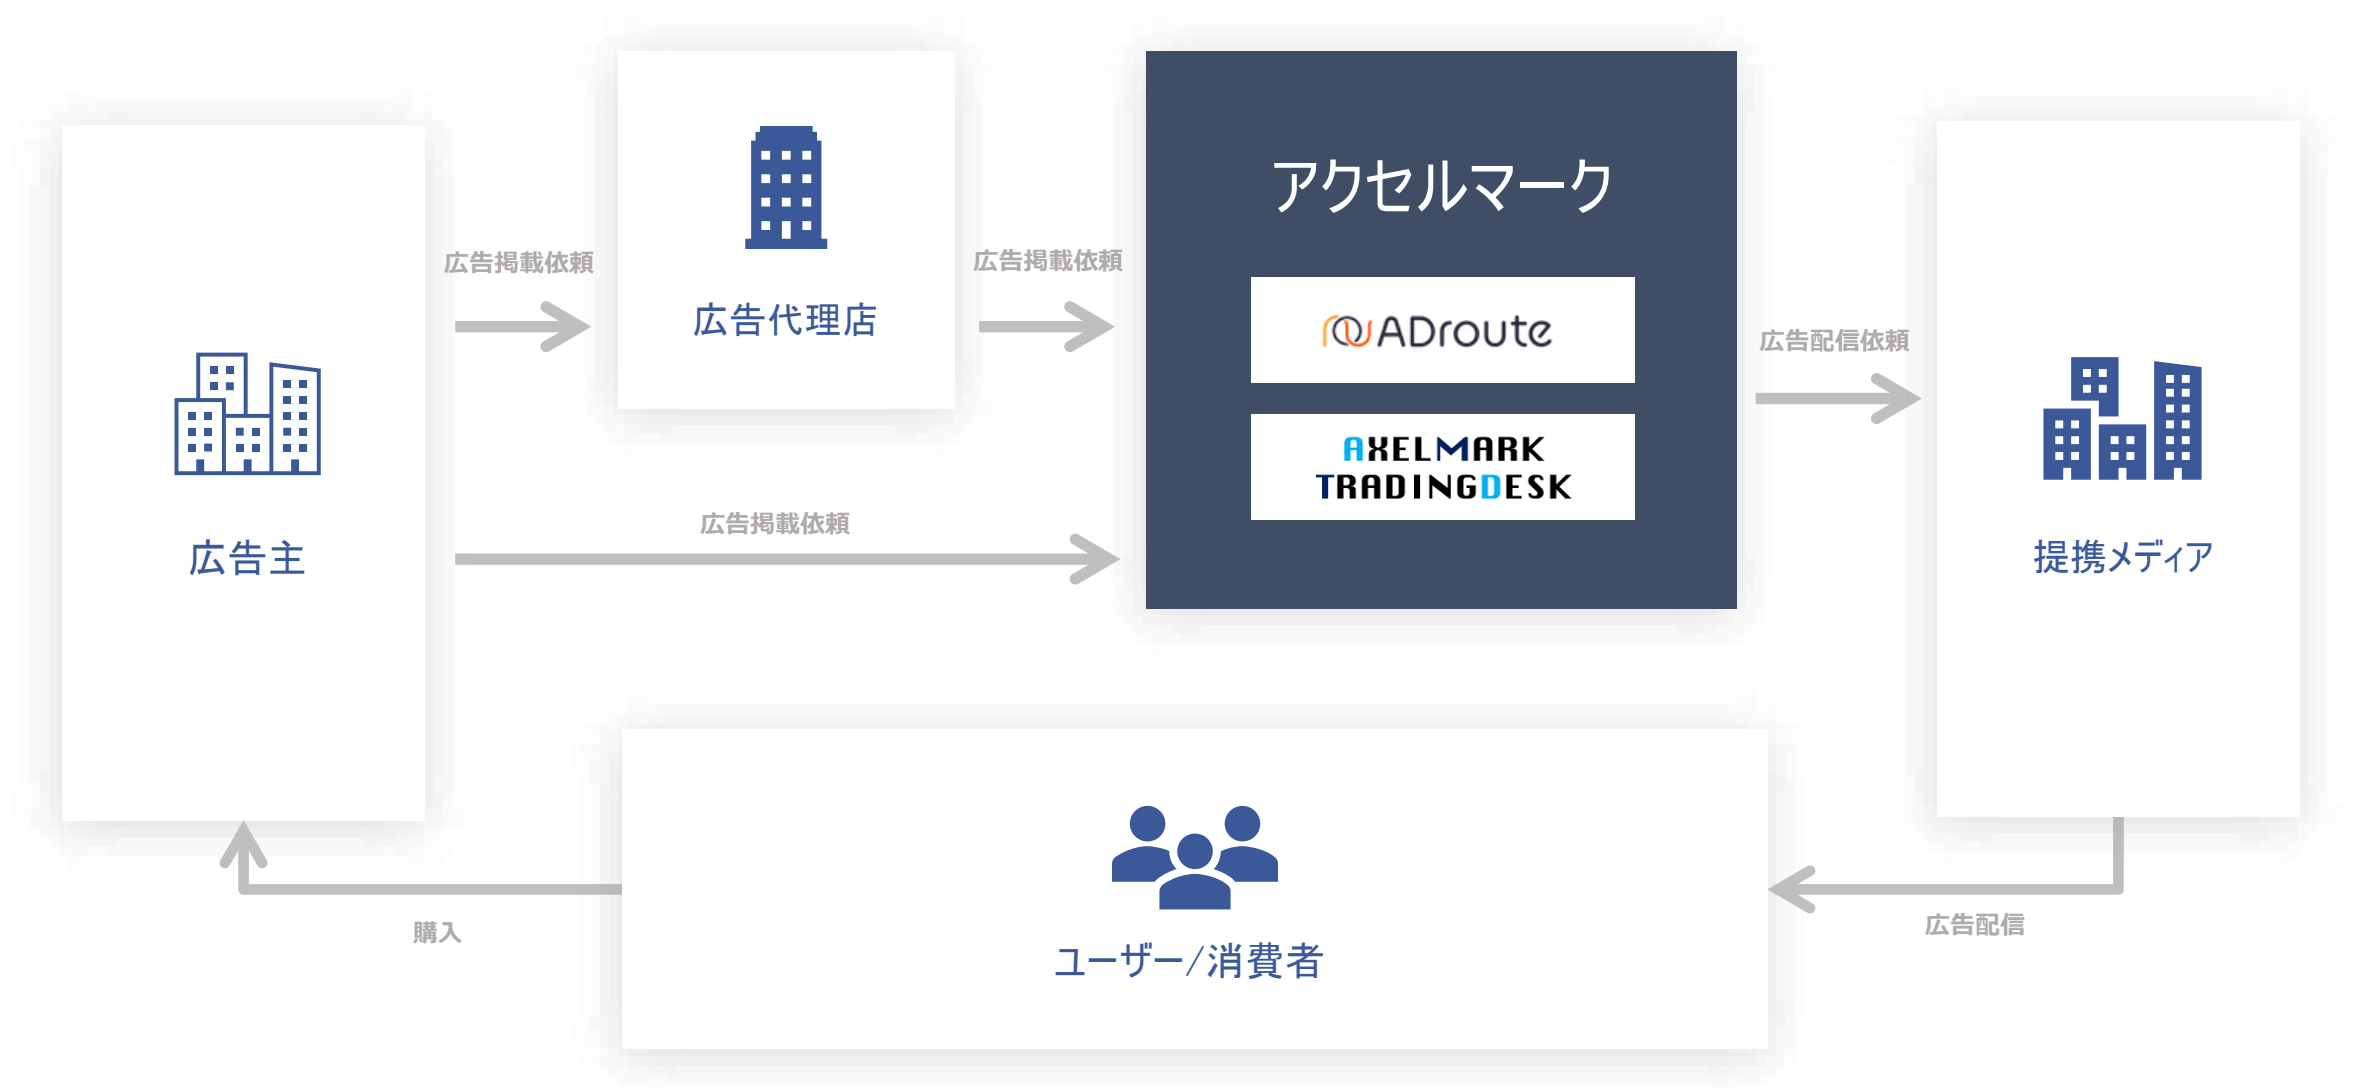 広告主
広告掲載依頼
広告代理店
広告掲載依頼
広告掲載依頼
アクセルマーク
ADroute
AXELMARK
TRADINGDESK
広告配信依頼
提携メディア
広告配信
ユーザー/消費者
購入